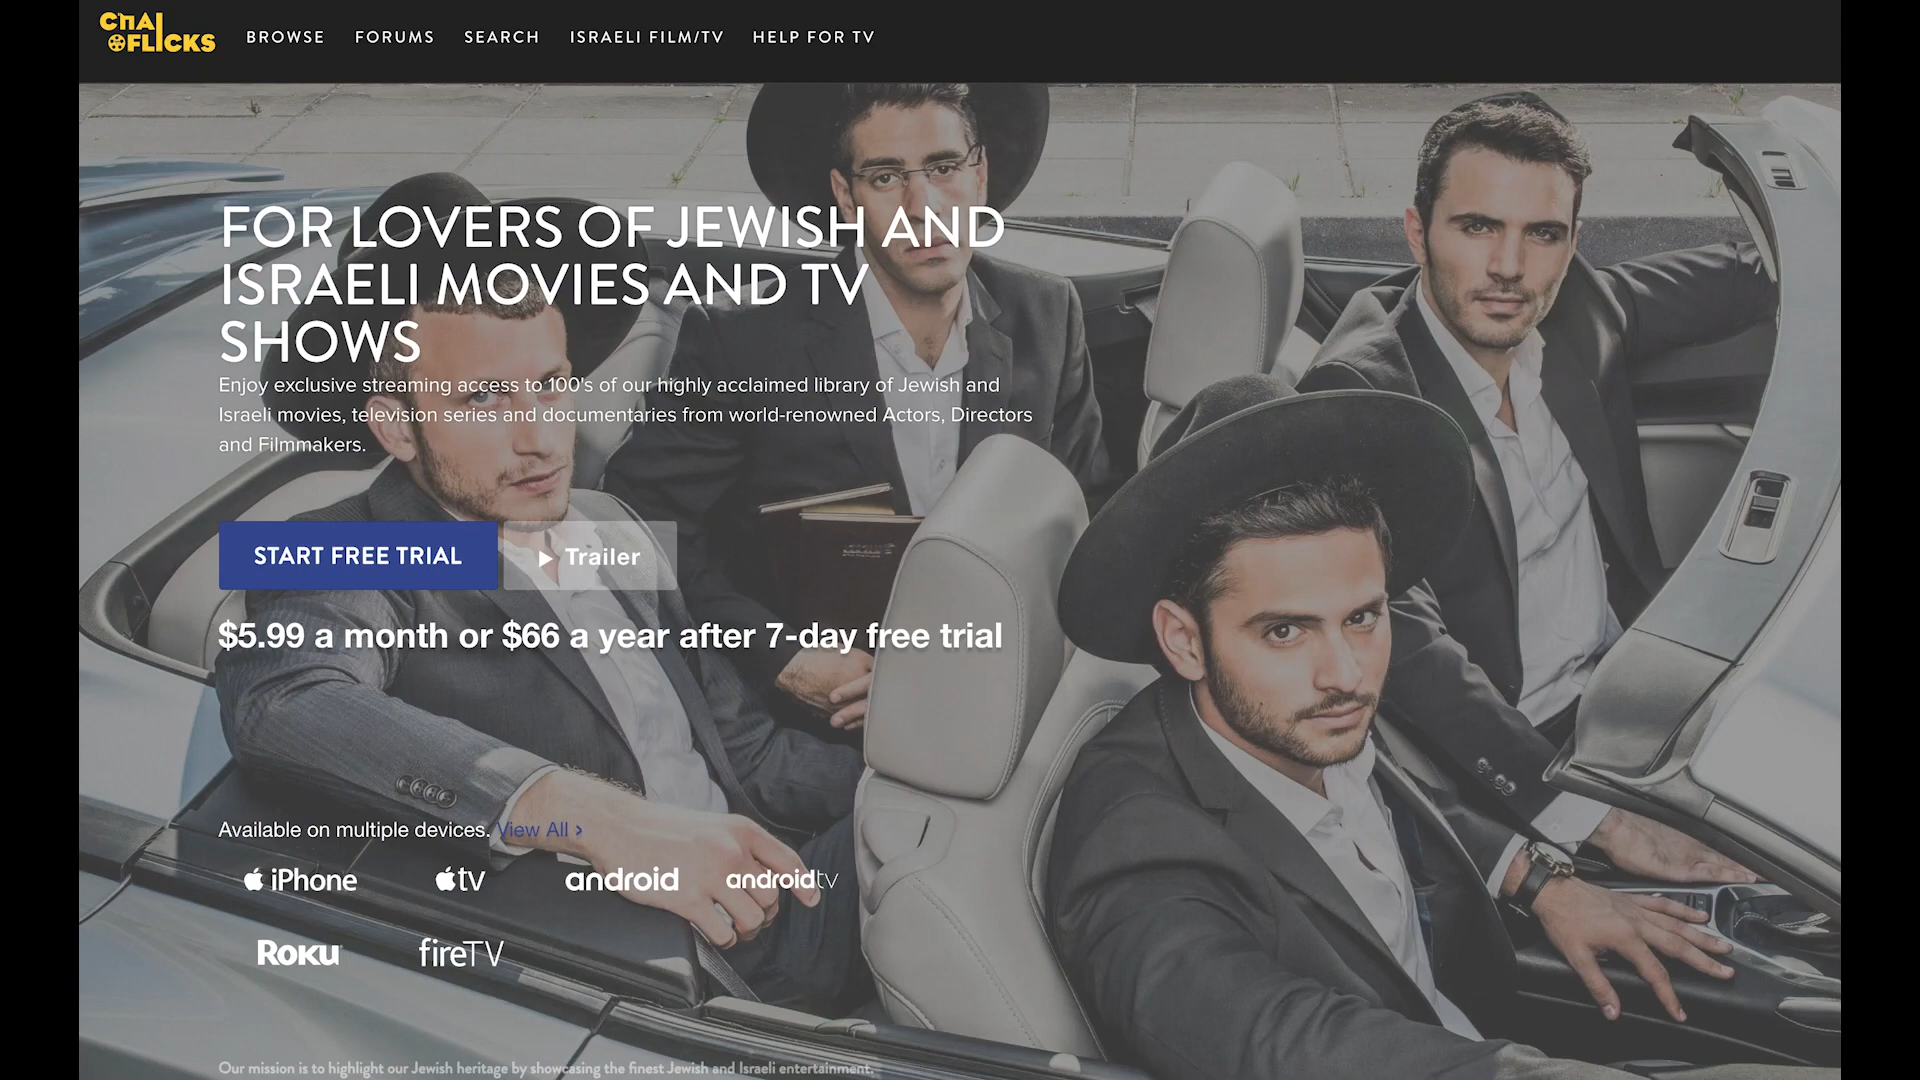 CHAI
FLICKS
BROWSE
FORUMS
SEARCH
ISRAELI FILM/TV
HELP FOR TV
FOR LOVERS OF JEWISH AND
ISRAELI MOVIES AND TV
SHOWS
Enjoy exclusive streaming access to 100's of our highly acclaimed library of Jewish and
Israeli movies, television series and documentaries from world-renowned Actors, Directors
and Filmmakers.
START FREE TRIAL
Trailer
$5.99 a month or $66 a year after 7-day free trial
Available on multiple devices. View All >
iPhone
tv
android
androidtv
Roku
fireTV
Our mission is to highlight our Jewish heritage by showcasing the finest Jewish and Israeli entertainment.